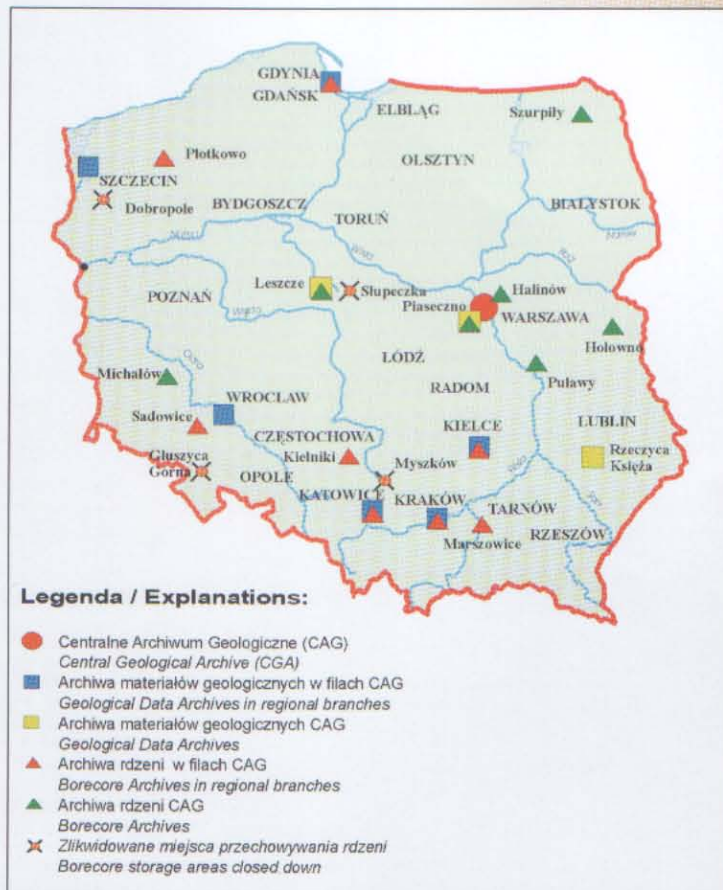 GDYNIA
GDAŃSK
ELBLĄG
Szurpiły
Płotkowo
OLSZTYN
SZCZECIN
Dobropole
BYDGOSZCZ
TORUŃ
BIAŁYSTOK
Leszcze
Słupeczka
Halinów
POZNAŃ
Piaseczno
WARSZAWA
Warta
Hołowno
ŁÓDŹ
Michałów
Odra
Puławy
RADOM
WROCLAW
Sadowice
LUBLIN
CZĘSTOCHOWA
KIELCE
Głuszyca
Górna
Kielniki
Myszków
Rzeczyca
Księża
OPOLE
KATOWICE
KRAKÓW
TARNÓW
Marszowice
RZESZÓW
Legenda / Explanations:
Centralne Archiwum Geologiczne (CAG)
Central Geological Archive (CGA)
Archiwa materiałów geologicznych w filach CAG
Geological Data Archives in regional branches
Archiwa materiałów geologicznych CAG
Geological Data Archives
Archiwa rdzeni w filach CAG
Borecore Archives in regional branches
Archiwa rdzeni CAG
Borecore Archives
Zlikwidowane miejsca przechowywania rdzeni
Borecore storage areas closed down